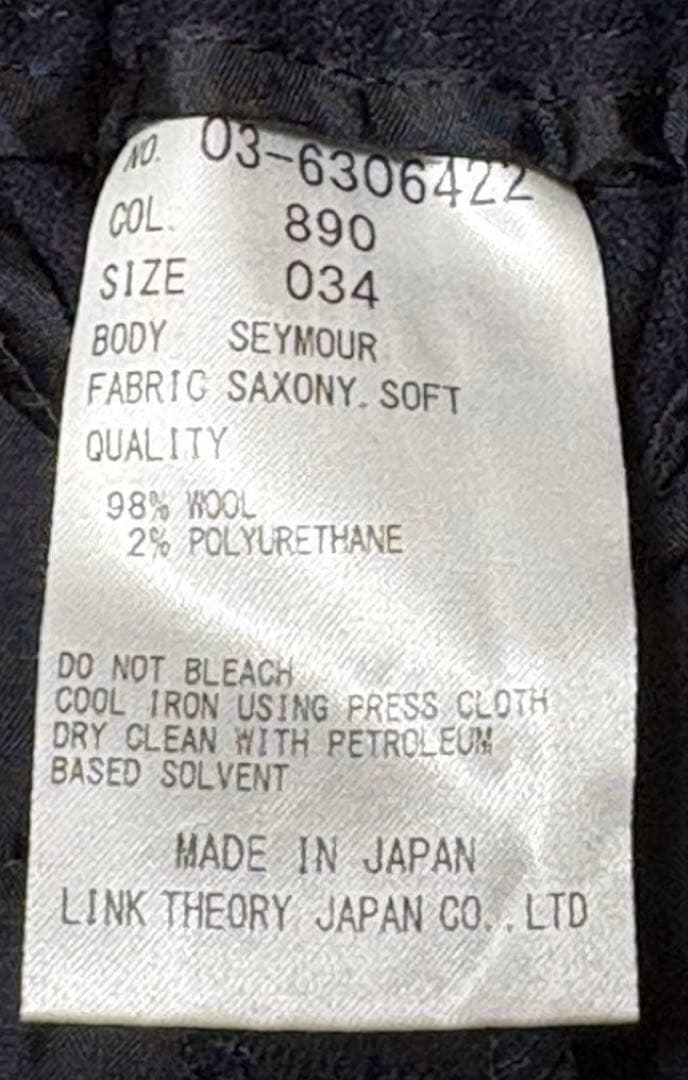 NO. 03-6306422
COL. 890
SIZE 034
BODY SEYMOUR
FABRIC SAXONY. SOFT
QUALITY
98% WOOL
2% POLYURETHANE
DO NOT BLEACH
COOL IRON USING PRESS CLOTH
DRY CLEAN WITH PETROLEUM
BASED SOLVENT
MADE IN JAPAN
LINK THEORY JAPAN CO., LTD